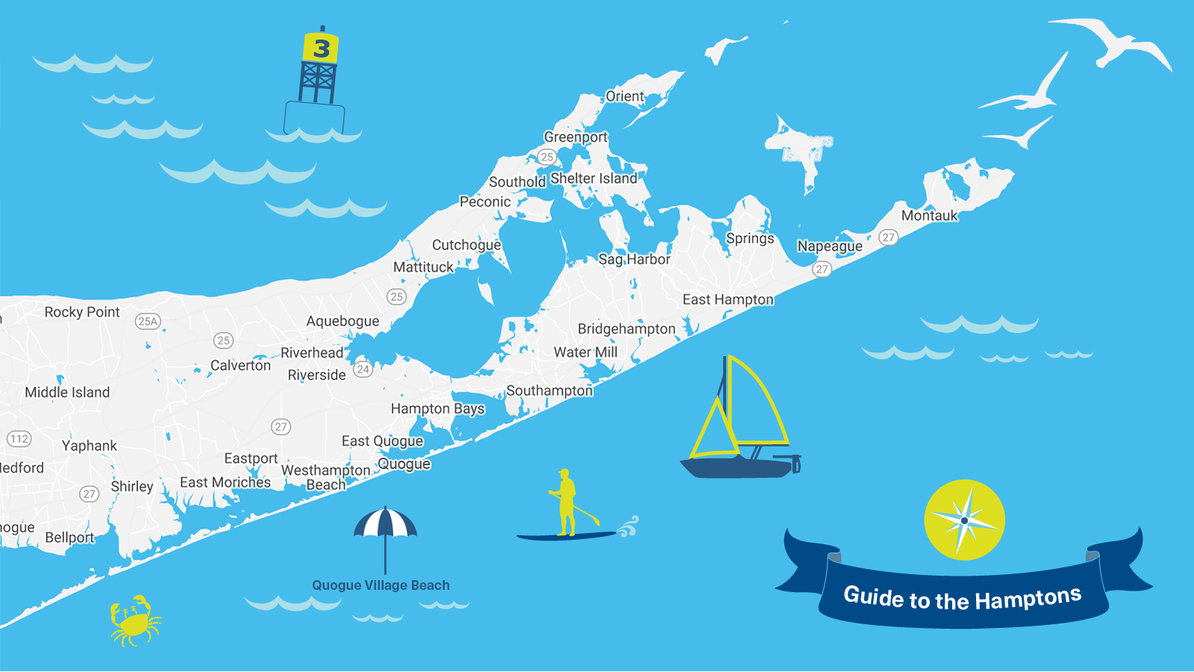 3
Orient
Greenport
25
Southold
Shelter Island
Peconic
Montauk
Springs
Napeague
27
Cutchogue
Sag Harbor
Mattituck
27
25
East Hampton
Rocky Point
25A
Aquebogue
Bridgehampton
25
Riverhead
Water Mill
Calverton
24
Riverside
Middle Island
Southampton
Hampton Bays
27
112
East Quogue
Yaphank
Eastport
Quogue
edford
Westhampton
Beach
East Moriches
Shirley
27
ogue
Bellport
Quogue Village Beach
Guide to the Hamptons